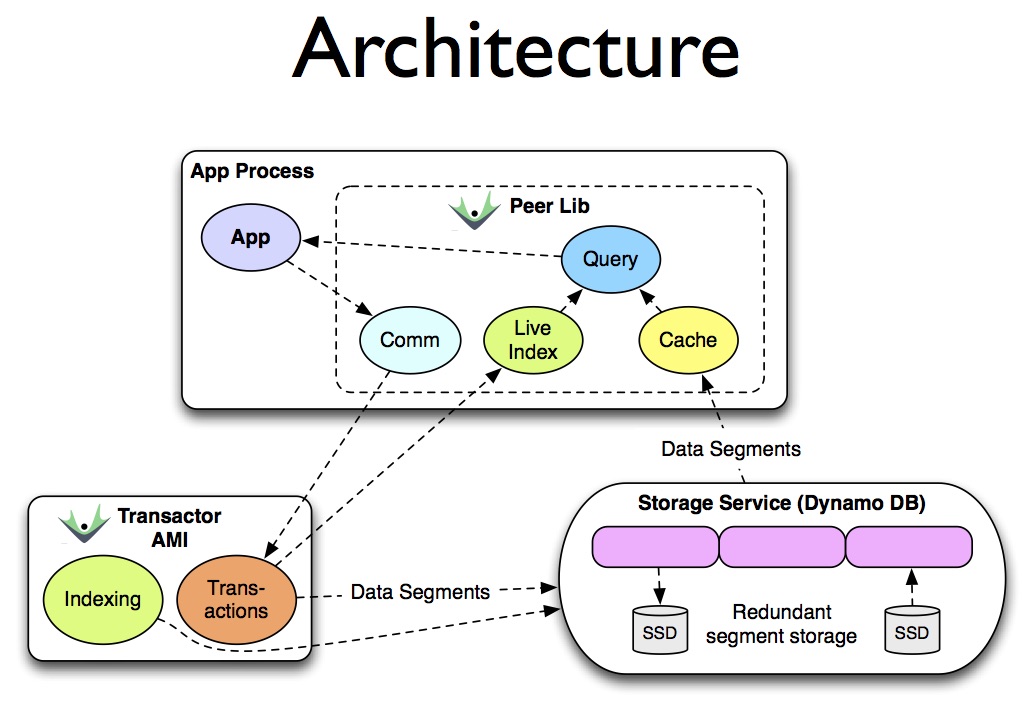 Architecture
App Process
Peer Lib
App
Query
Comm
Live
Index
Cache
Data Segments
Transactor
AMI
Indexing
Trans-
actions
Data Segments
Storage Service (Dynamo DB)
SSD
Redundant
segment storage
SSD